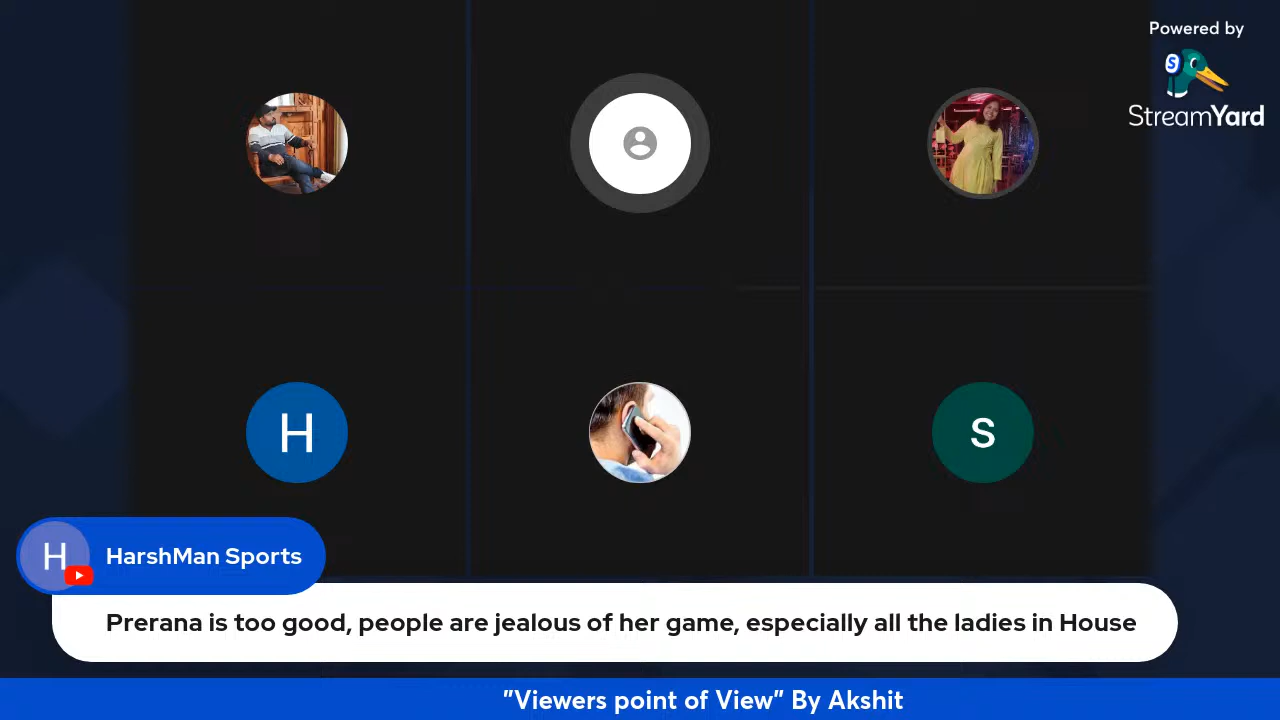 Powered by
S
StreamYard
H
S
H
HarshMan Sports
Prerana is too good, people are jealous of her game, especially all the ladies in House
"Viewers point of View" By Akshit